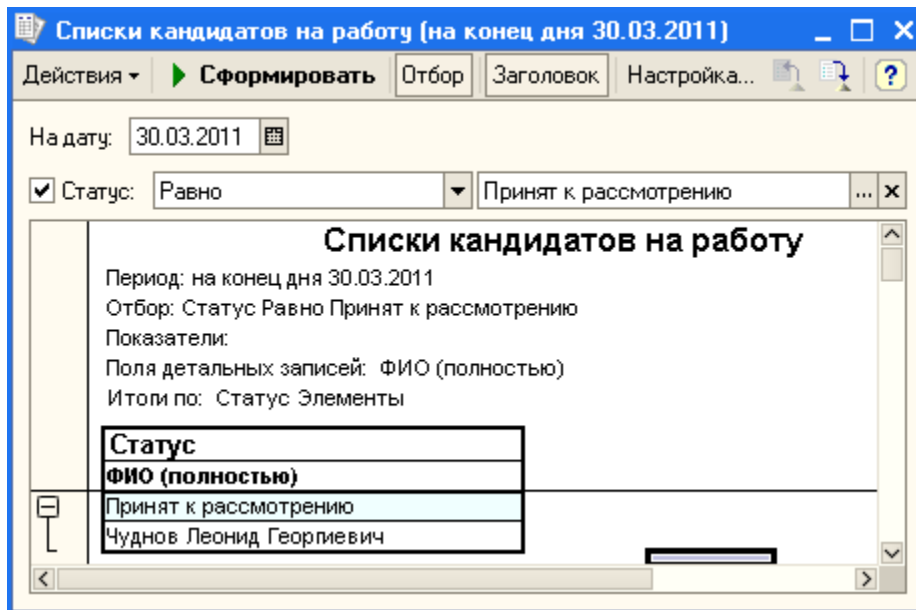 Списки кандидатов на работу (на конец дня 30.03.2011)
Действия Сформировать Отбор Заголовок Настройка... ?
На дату: 30.03.2011
Статус: Равно Принят к рассмотрению ... x
Списки кандидатов на работу
Период: на конец дня 30.03.2011
Отбор: Статус Равно Принят к рассмотрению
Показатели:
Поля детальных записей: ФИО (полностью)
Итоги по: Статус Элементы
Статус
ФИО (полностью)
Принят к рассмотрению
Чуднов Леонид Георгиевич